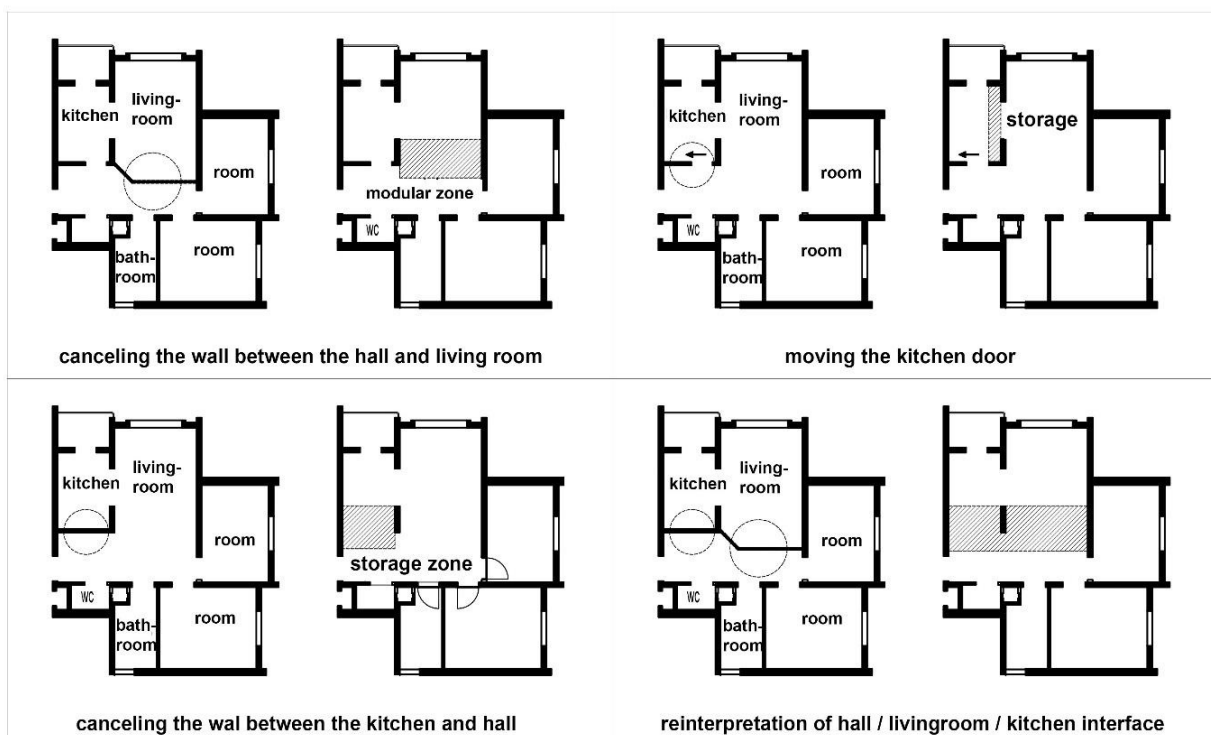 living-
room
kitchen
room
room
bath-
room
modular zone
WC
canceling the wall between the hall and living room
kitchen
living-
room
room
WC
room
bath-
room
storage
moving the kitchen door
living-
room
kitchen
room
WC
room
bath-
room
storage zone
canceling the wal between the kitchen and hall
kitchen
living-
room
room
WC
room
bath-
room
reinterpretation of hall / livingroom / kitchen interface